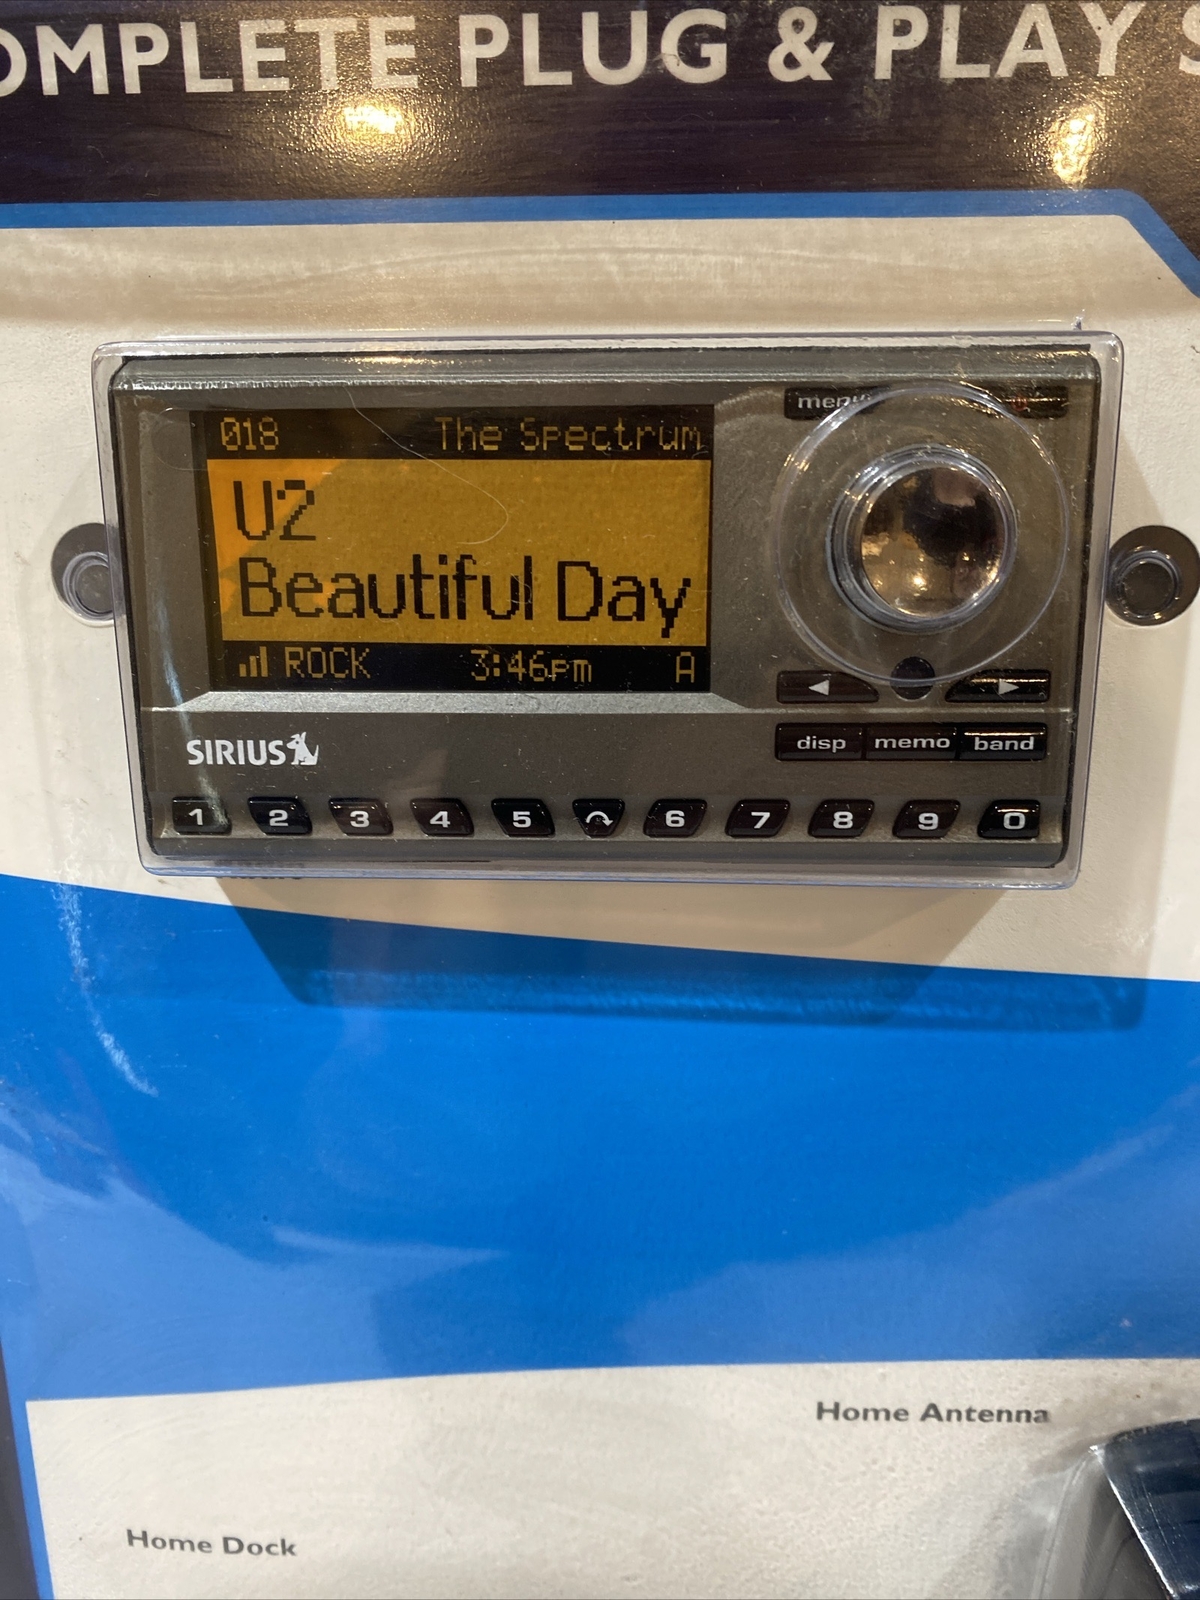 OMPLETE PLUG & PLAY S
menu
018 The Spectrum
U2
Beautiful Day
ROCK 3:46pm A
SIRIUS
disp memo band
1 2 3 4 5 6 7 8 9 0
Home Antenna
Home Dock